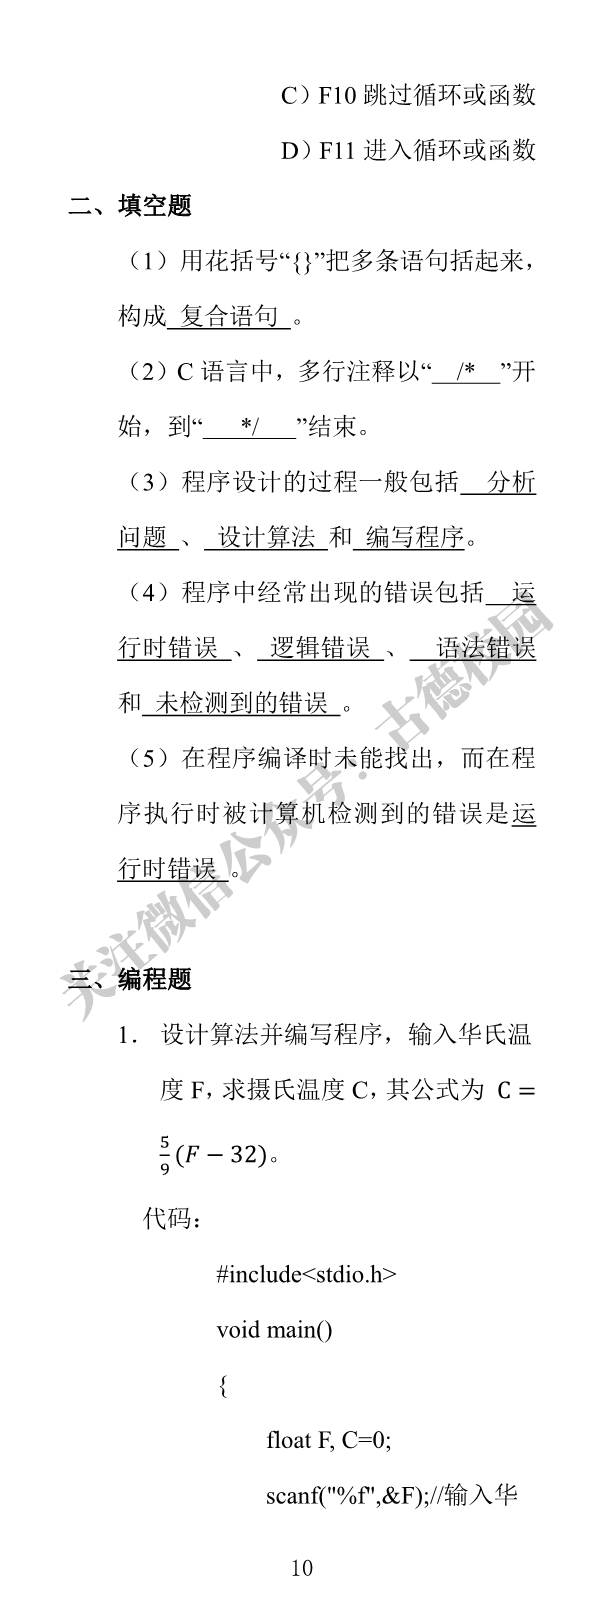 C）F10 跳过循环或函数
D）F11 进入循环或函数
二、填空题
（1）用花括号“{}”把多条语句括起来，
构成 复合语句 。
（2）C 语言中，多行注释以“__/*__”开
始，到“___*/___”结束。
（3）程序设计的过程一般包括 分析
问题 、 设计算法 和 编写程序。
（4）程序中经常出现的错误包括 运
行时错误 、 逻辑错误 、 语法错误
和 未检测到的错误 。
（5）在程序编译时未能找出，而在程
序执行时被计算机检测到的错误是运
行时错误 。
关注微信公众号：古德校园
三、编程题
1. 设计算法并编写程序，输入华氏温
度 F，求摄氏温度 C，其公式为 C =
5/9 (F − 32)。
代码：
#include<stdio.h>
void main()
{
float F, C=0;
scanf("%f",&F);//输入华
10